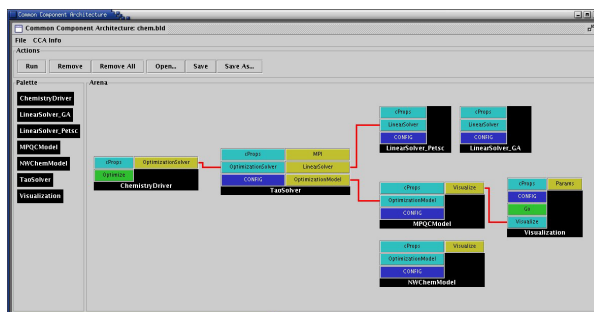 Common Component Architecture
Common Component Architecture: chem.bld
File CCA Info
Actions
Run Remove Remove All Open... Save Save As...
Palette
ChemistryDriver
LinearSolver_GA
LinearSolver_Petsc
MPQCModel
NWChemModel
TaoSolver
Visualization
Arena
cProps OptimizationSolver
Optimize
ChemistryDriver
cProps MPI
OptimizationSolver LinearSolver
CONFIG OptimizationModel
TaoSolver
cProps
LinearSolver
CONFIG
LinearSolver_Petsc
cProps
LinearSolver
CONFIG
LinearSolver_GA
cProps Visualize
OptimizationModel
CONFIG
MPQCModel
cProps Params
CONFIG
Go
Visualize
Visualization
cProps Visualize
OptimizationModel
CONFIG
NWChemModel